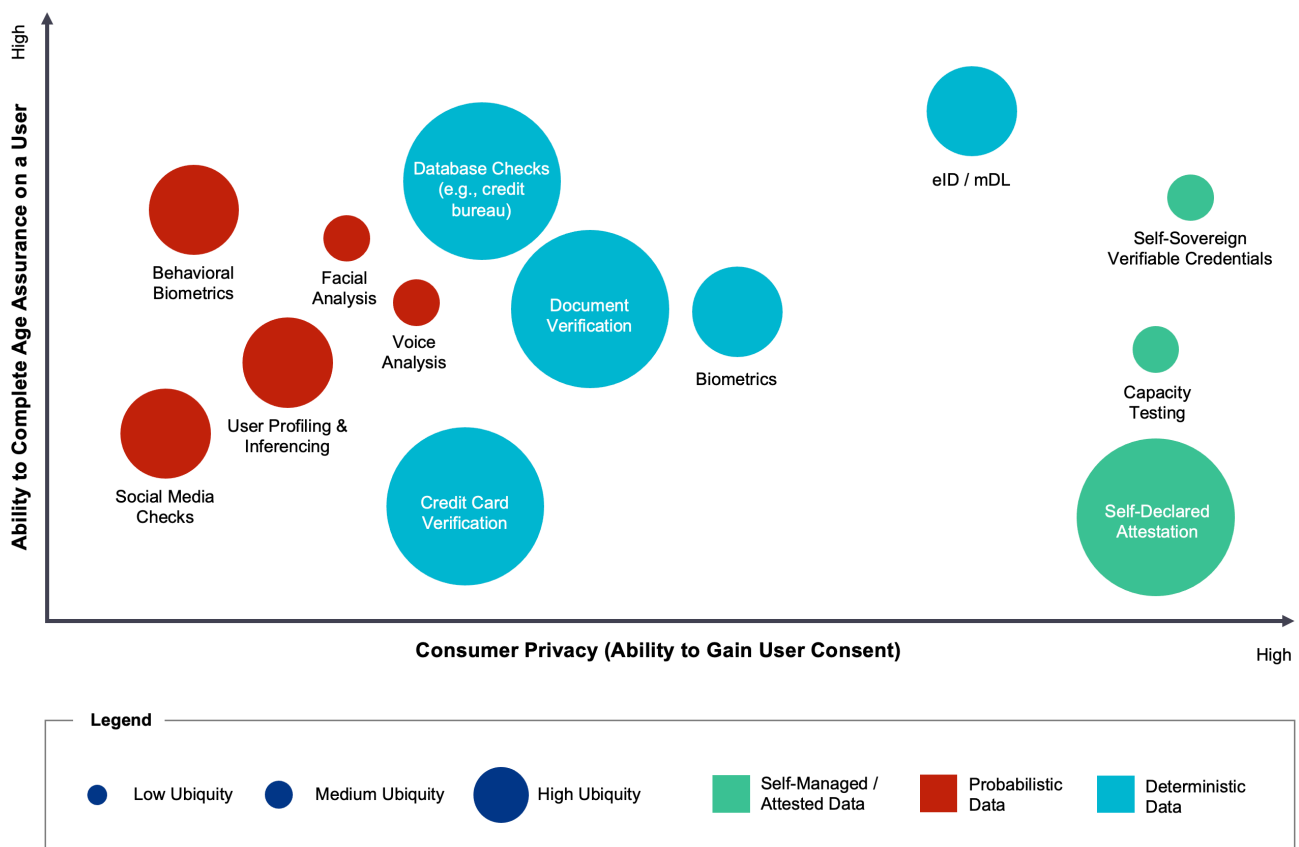 High
Ability to Complete Age Assurance on a User
Database Checks
(e.g., credit
bureau)
eID / mDL
Self-Sovereign
Verifiable Credentials
Behavioral
Biometrics
Facial
Analysis
Document
Verification
Voice
Analysis
Biometrics
Capacity
Testing
User Profiling &
Inferencing
Social Media
Checks
Credit Card
Verification
Self-Declared
Attestation
Consumer Privacy (Ability to Gain User Consent)
High
Legend
Low Ubiquity
Medium Ubiquity
High Ubiquity
Self-Managed /
Attested Data
Probabilistic
Data
Deterministic
Data